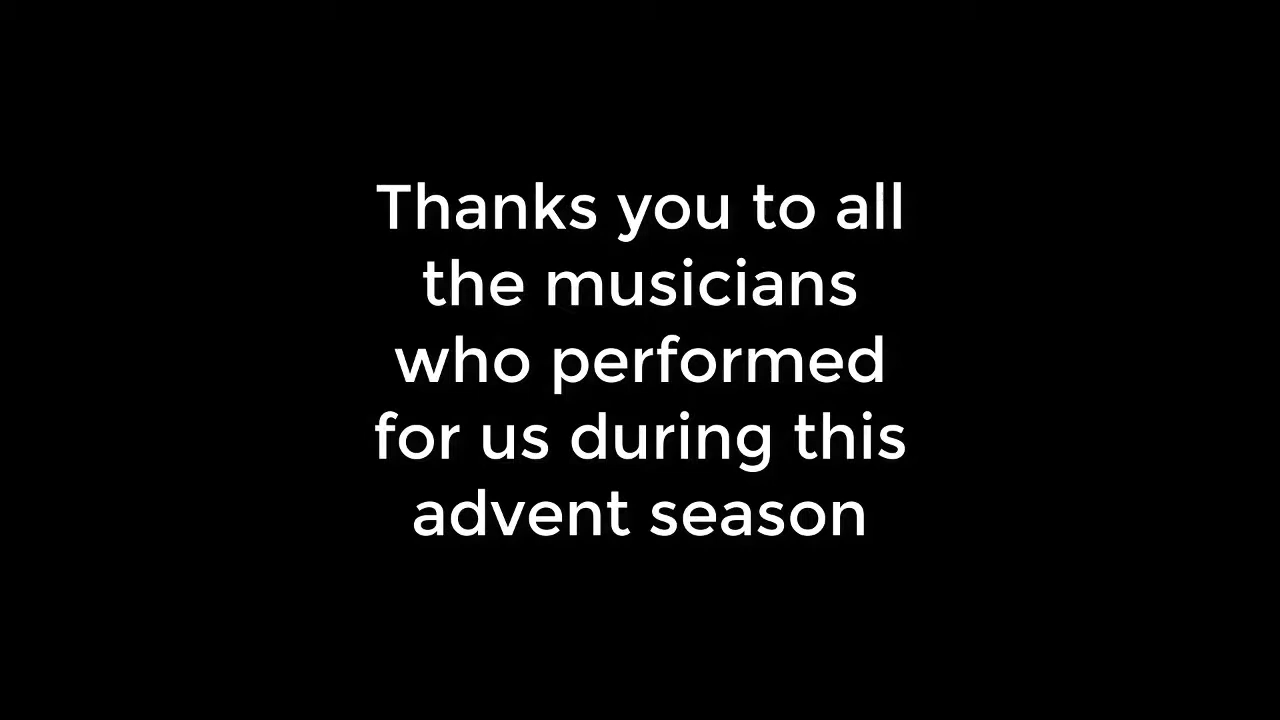 Thanks you to all
the musicians
who performed
for us during this
advent season